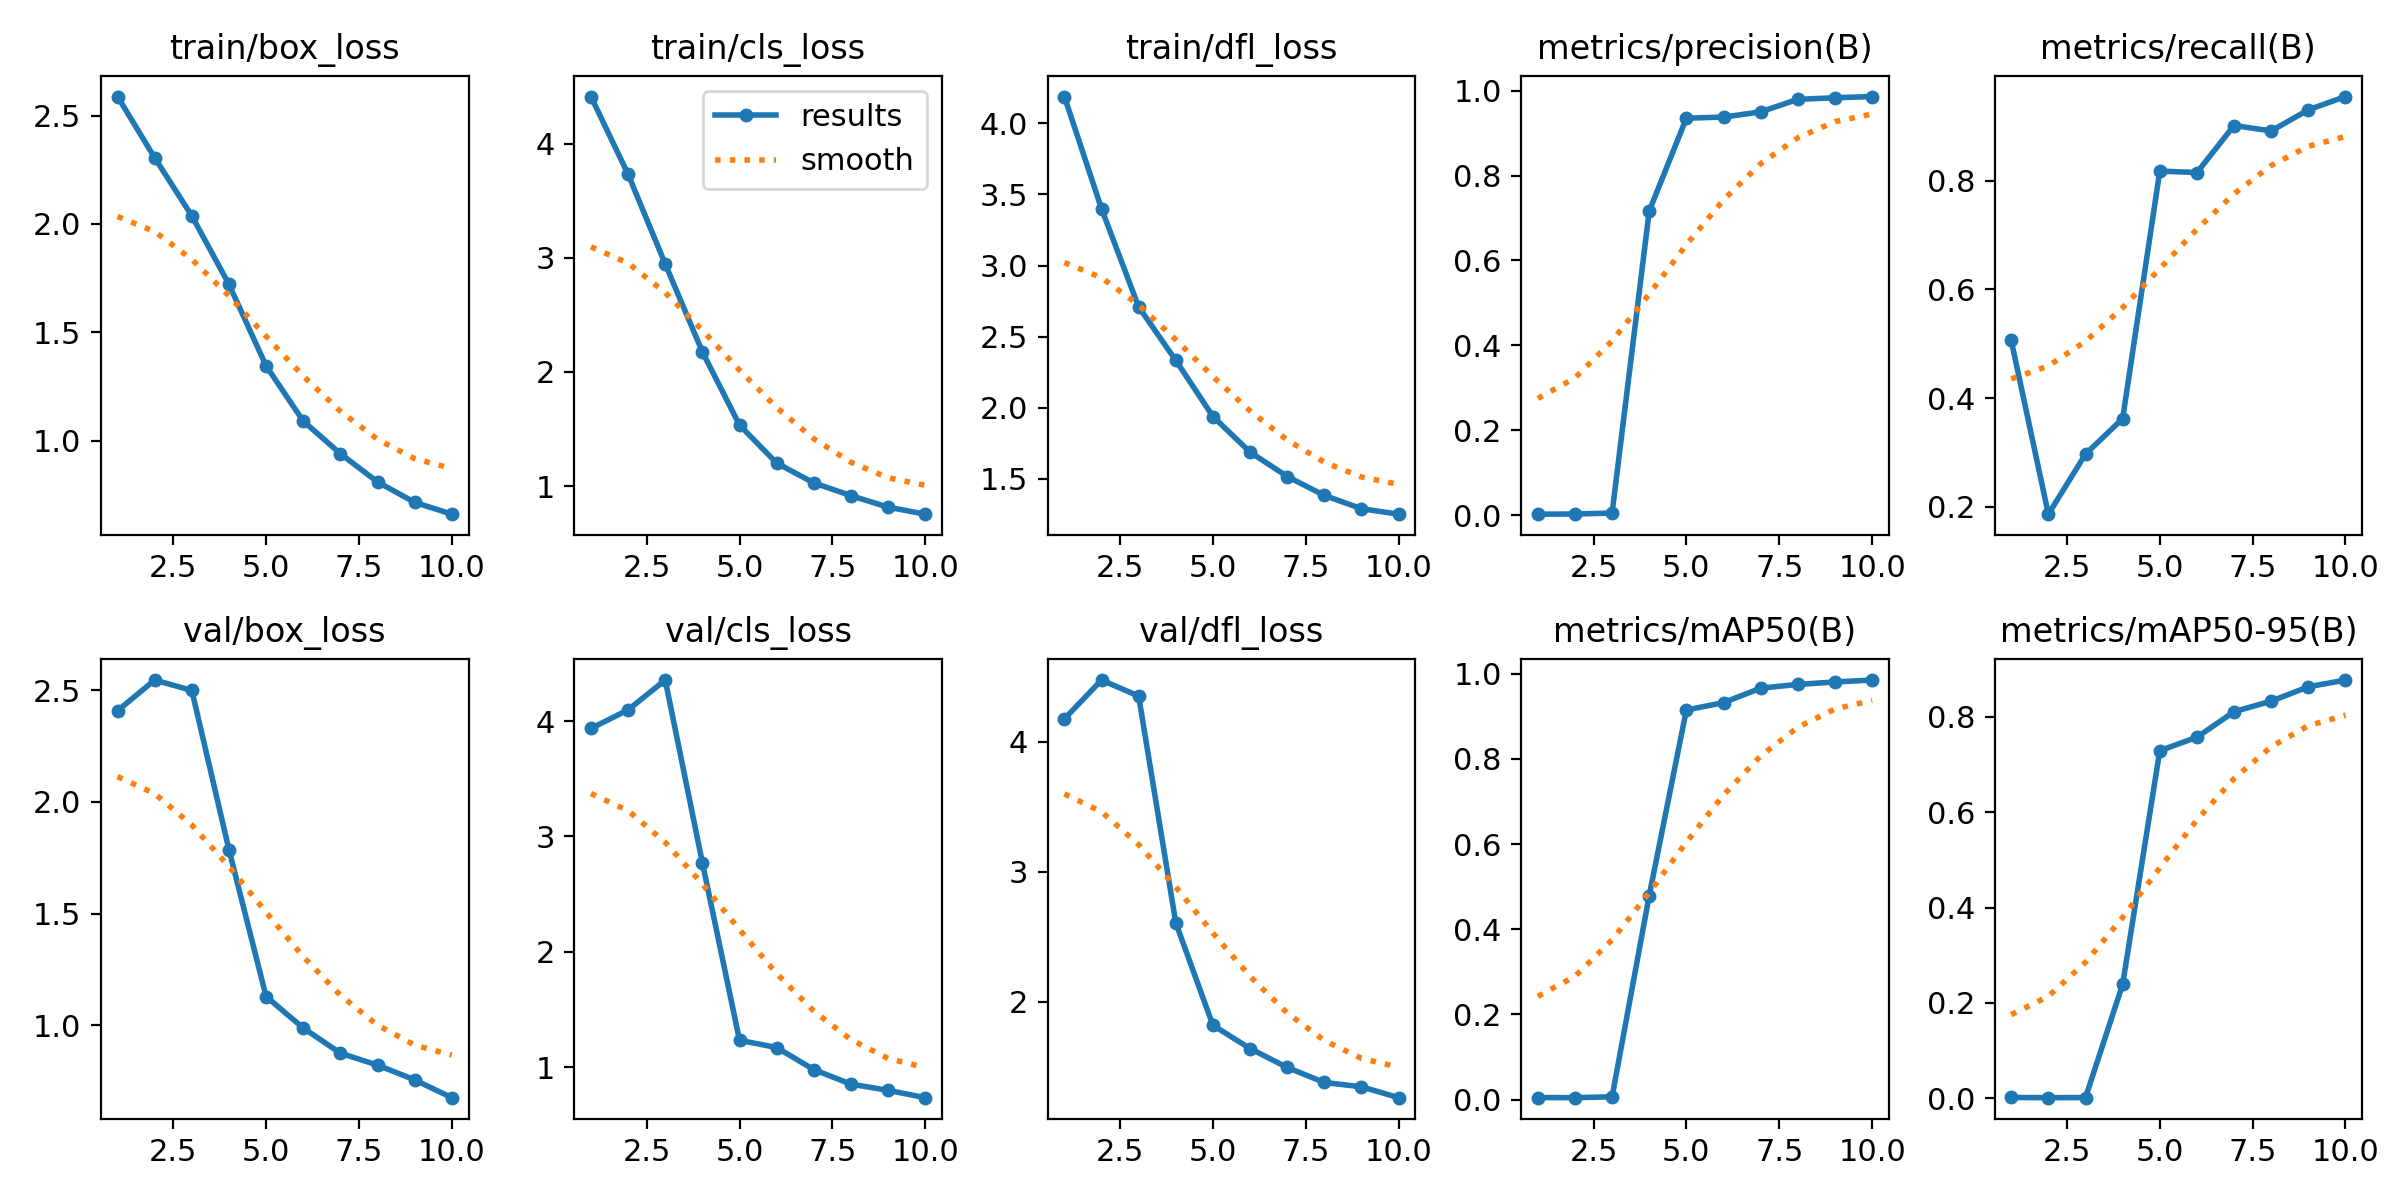 train/box_loss
2.5
2.0
1.5
1.0
2.5 5.0 7.5 10.0
train/cls_loss
results
smooth
4
3
2
1
2.5 5.0 7.5 10.0
train/dfl_loss
4.0
3.5
3.0
2.5
2.0
1.5
2.5 5.0 7.5 10.0
metrics/precision(B)
1.0
0.8
0.6
0.4
0.2
0.0
2.5 5.0 7.5 10.0
metrics/recall(B)
0.8
0.6
0.4
0.2
2.5 5.0 7.5 10.0
val/box_loss
2.5
2.0
1.5
1.0
2.5 5.0 7.5 10.0
val/cls_loss
4
3
2
1
2.5 5.0 7.5 10.0
val/dfl_loss
4
3
2
2.5 5.0 7.5 10.0
metrics/mAP50(B)
1.0
0.8
0.6
0.4
0.2
0.0
2.5 5.0 7.5 10.0
metrics/mAP50-95(B)
0.8
0.6
0.4
0.2
0.0
2.5 5.0 7.5 10.0